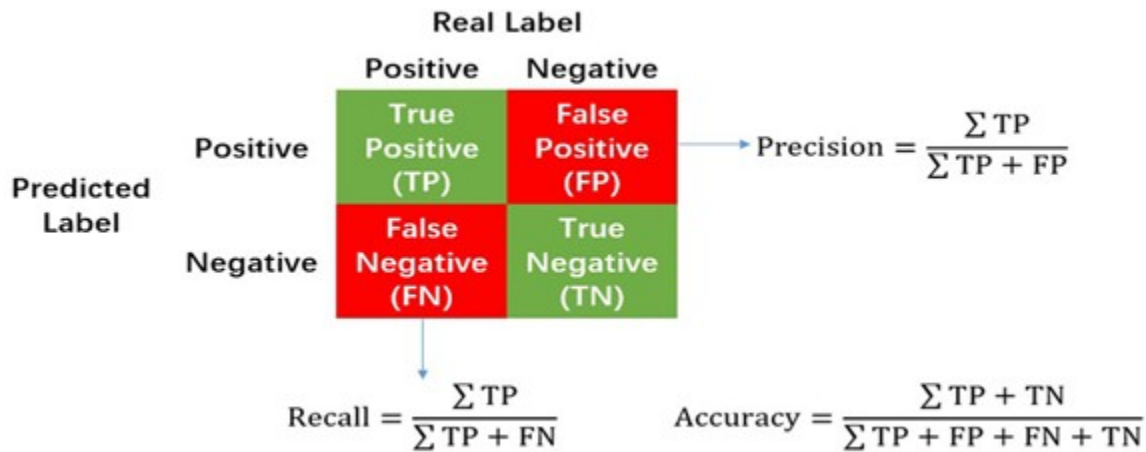 Real Label
Positive Negative
True Positive (TP)
False Positive (FP)
Positive
Precision = ∑ TP / ∑ TP + FP
Predicted Label
False Negative (FN)
True Negative (TN)
Negative
Recall = ∑ TP / ∑ TP + FN
Accuracy = ∑ TP + TN / ∑ TP + FP + FN + TN